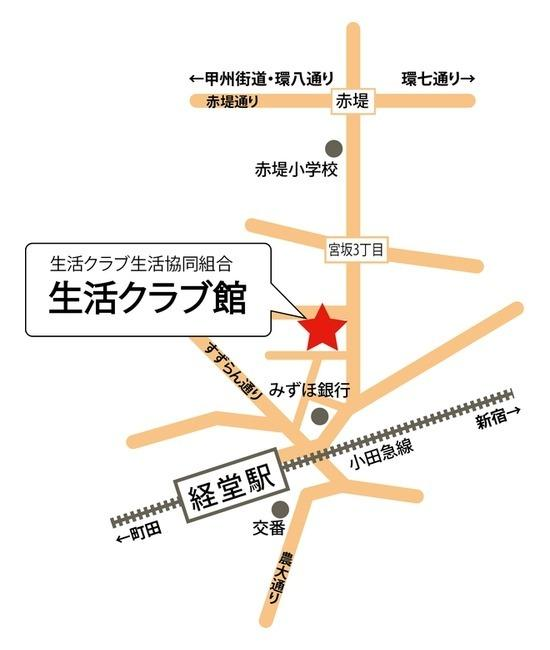 ←甲州街道・環八通り
環七通り→
赤堤通り
赤堤
赤堤小学校
宮坂3丁目
生活クラブ生活協同組合
生活クラブ館
すずらん通り
みずほ銀行
新宿→
小田急線
経堂駅
←町田
交番
農大通り